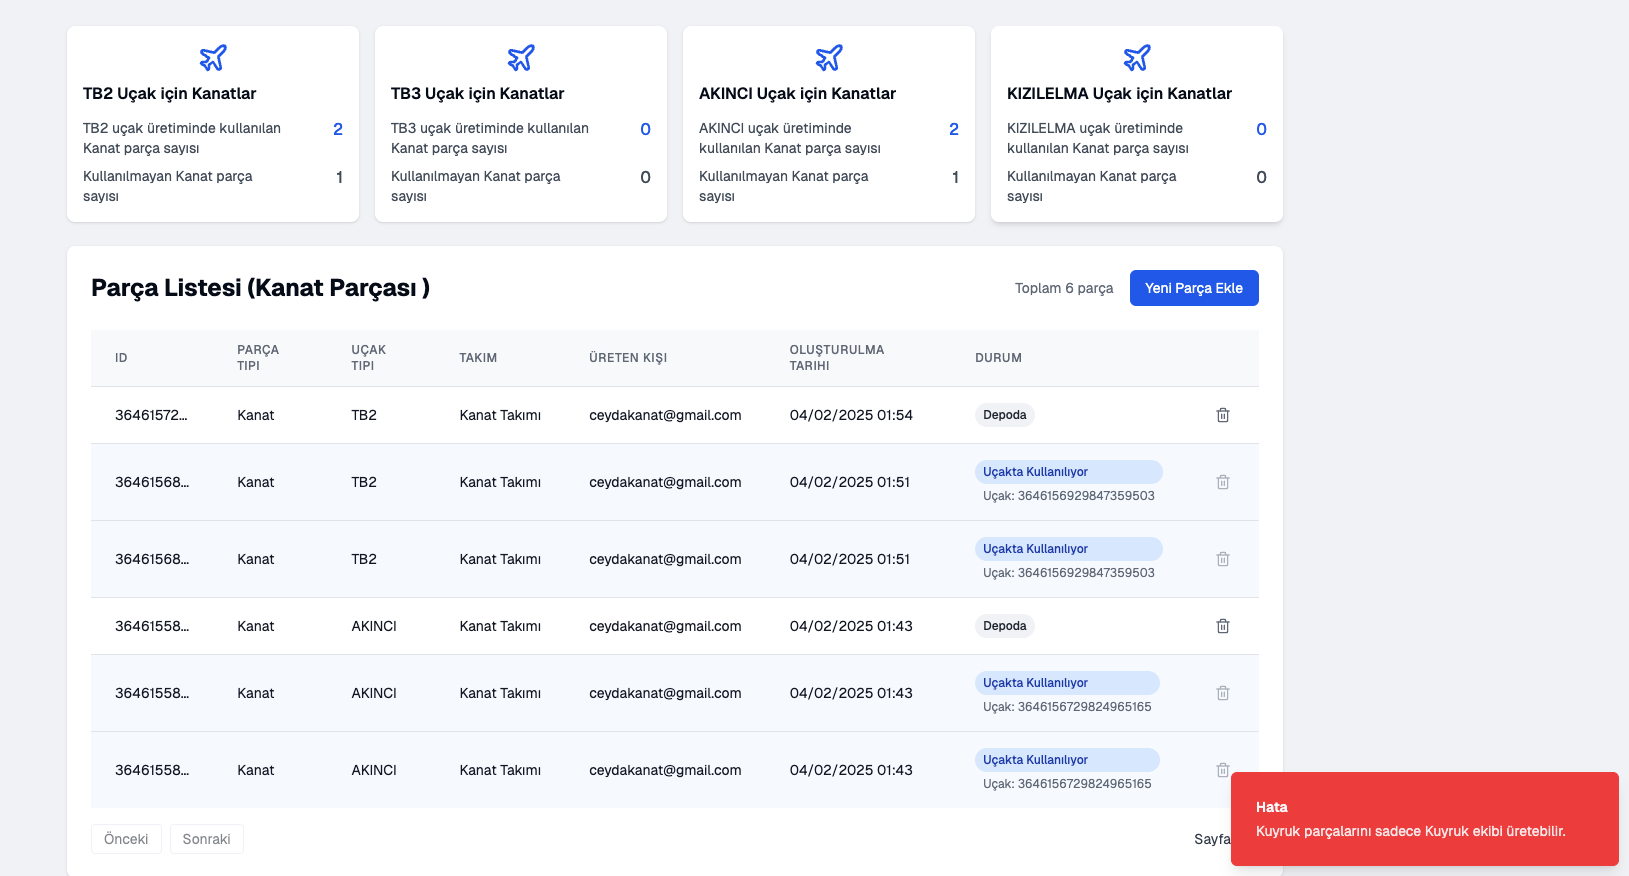 TB2 Uçak için Kanatlar
TB2 uçak üretiminde kullanılan 2
Kanat parça sayısı
Kullanılmayan Kanat parça 1
sayısı
TB3 Uçak için Kanatlar
TB3 uçak üretiminde kullanılan 0
Kanat parça sayısı
Kullanılmayan Kanat parça 0
sayısı
AKINCI Uçak için Kanatlar
AKINCI uçak üretiminde 2
kullanılan Kanat parça sayısı
Kullanılmayan Kanat parça 1
sayısı
KIZILELMA Uçak için Kanatlar
KIZILELMA uçak üretiminde 0
kullanılan Kanat parça sayısı
Kullanılmayan Kanat parça 0
sayısı
Parça Listesi (Kanat Parçası )
Toplam 6 parça
Yeni Parça Ekle
ID PARÇA TIPI UÇAK TIPI TAKIM ÜRETEN KIŞI OLUŞTURULMA TARIHI DURUM
36461572... Kanat TB2 Kanat Takımı ceydakanat@gmail.com 04/02/2025 01:54 Depoda
36461568... Kanat TB2 Kanat Takımı ceydakanat@gmail.com 04/02/2025 01:51 Uçakta Kullanılıyor
Uçak: 3646156929847359503
36461568... Kanat TB2 Kanat Takımı ceydakanat@gmail.com 04/02/2025 01:51 Uçakta Kullanılıyor
Uçak: 3646156929847359503
36461558... Kanat AKINCI Kanat Takımı ceydakanat@gmail.com 04/02/2025 01:43 Depoda
36461558... Kanat AKINCI Kanat Takımı ceydakanat@gmail.com 04/02/2025 01:43 Uçakta Kullanılıyor
Uçak: 3646156729824965165
36461558... Kanat AKINCI Kanat Takımı ceydakanat@gmail.com 04/02/2025 01:43 Uçakta Kullanılıyor
Uçak: 3646156729824965165
Önceki Sonraki Sayfa
Hata
Kuyruk parçalarını sadece Kuyruk ekibi üretebilir.